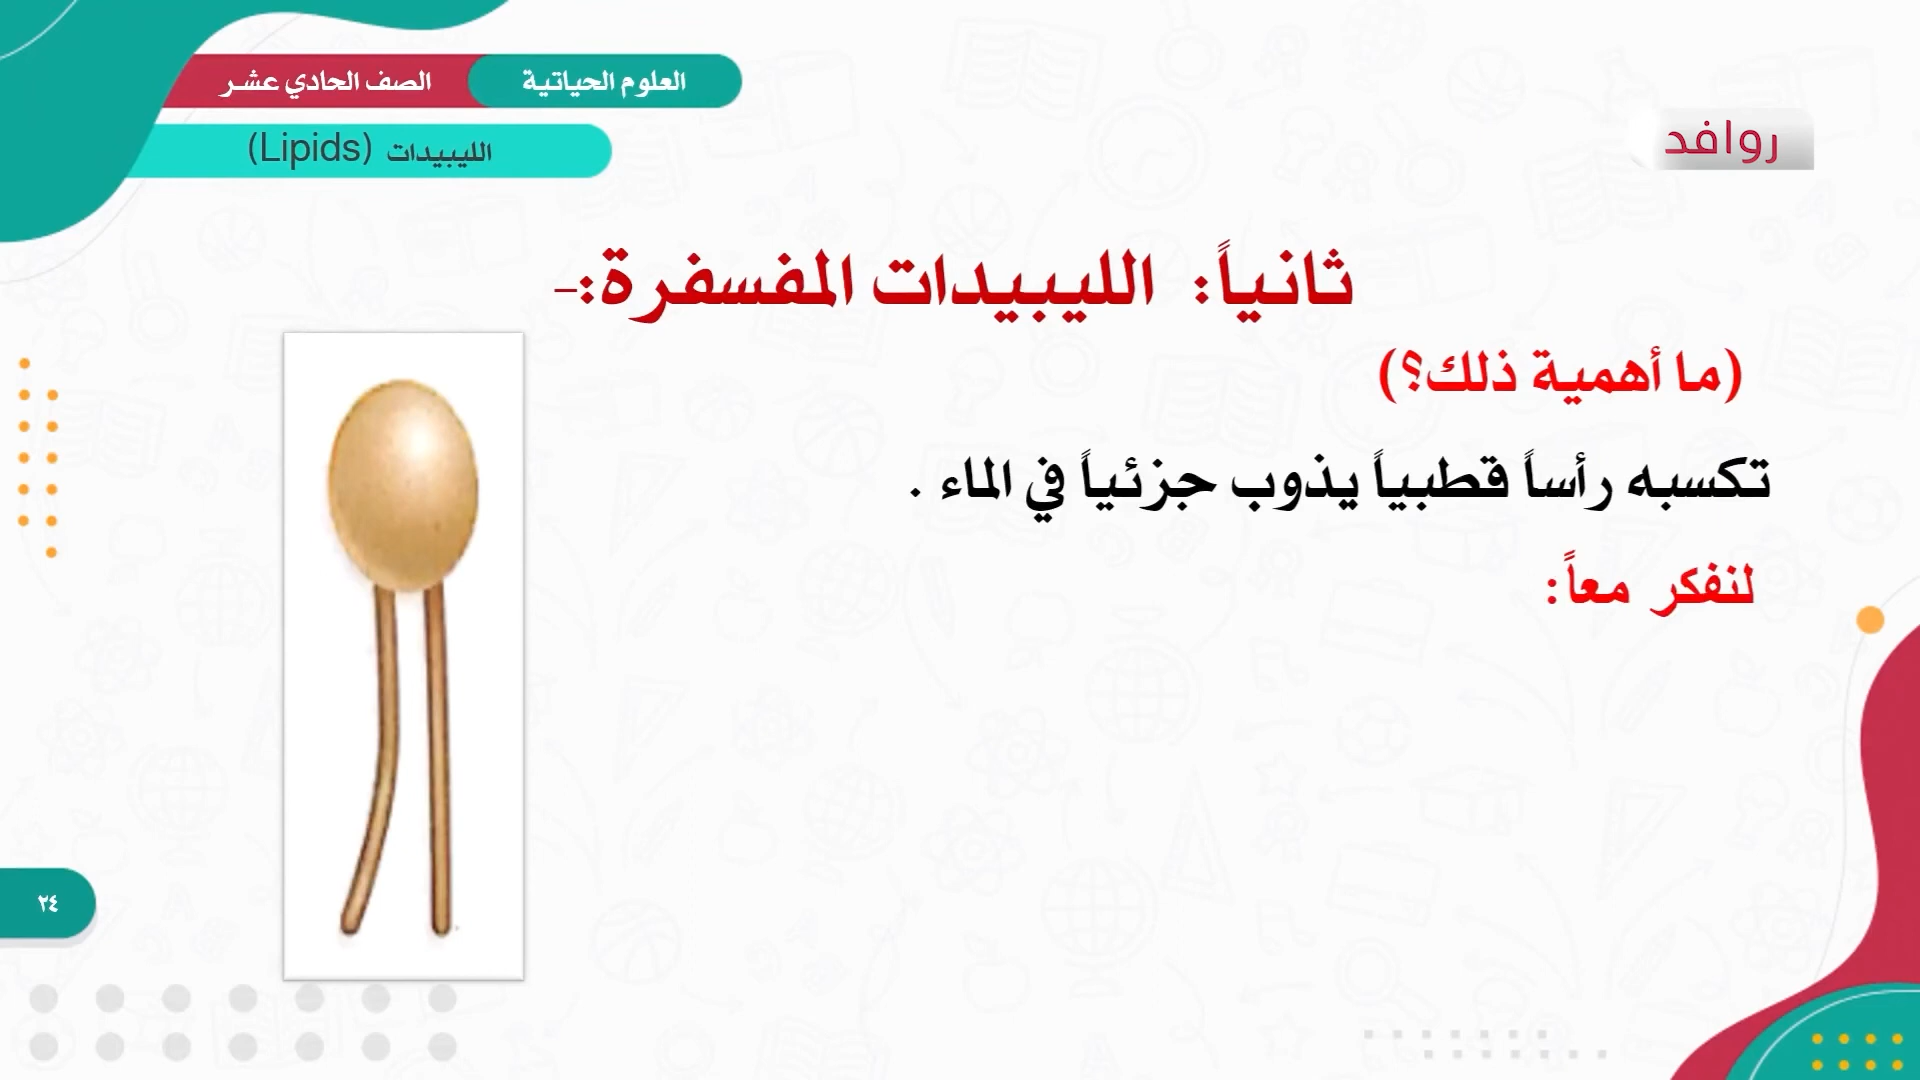 العلوم الحياتية
الصف الحادي عشر
الليبيدات (Lipids)
روافد
ثانياً: الليبيدات المفسفرة:-
(ما أهمية ذلك؟)
تكسبه رأساً قطبياً يذوب جزئياً في الماء .
لنفكر معاً:
٢٤